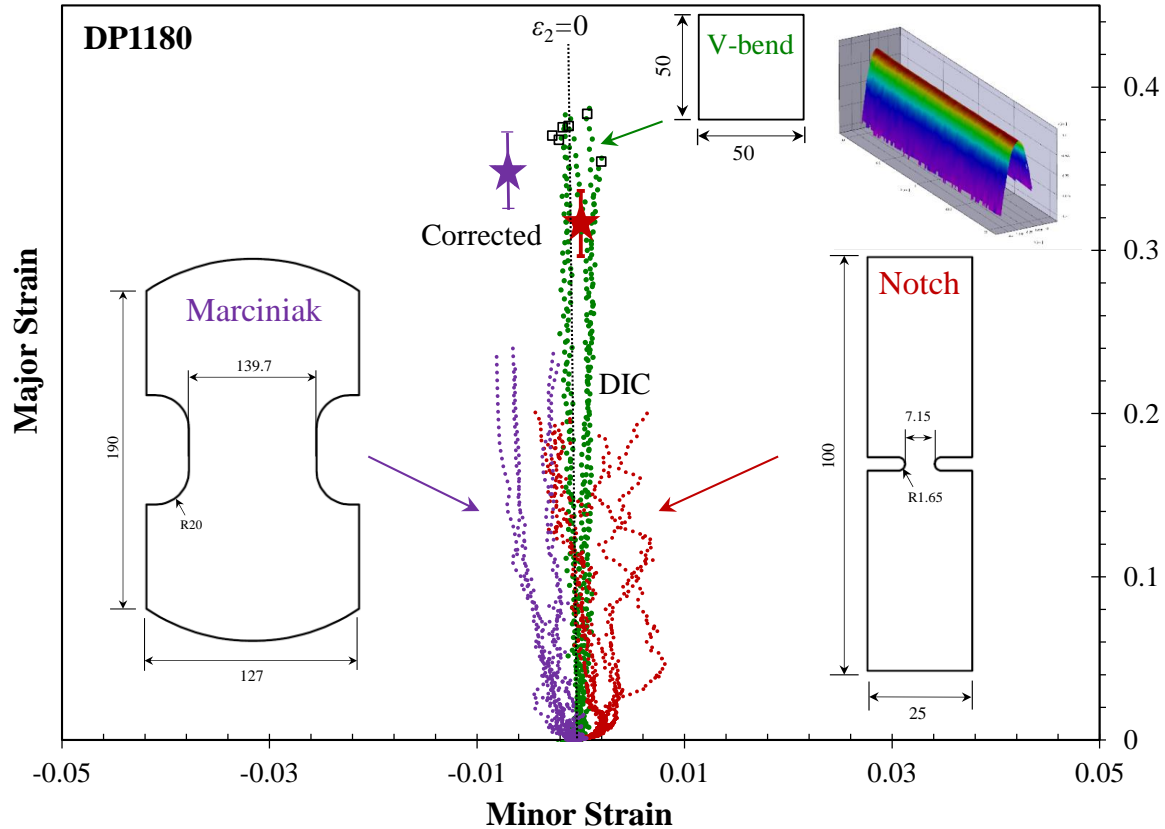 DP1180
ε2=0
V-bend
50
50
0.4
Corrected
0.3
Marciniak
Notch
139.7
DIC
7.15
0.2
190
100
R1.65
R20
0.1
127
25
0
-0.05
-0.03
-0.01
0.01
0.03
0.05
Major Strain
Minor Strain